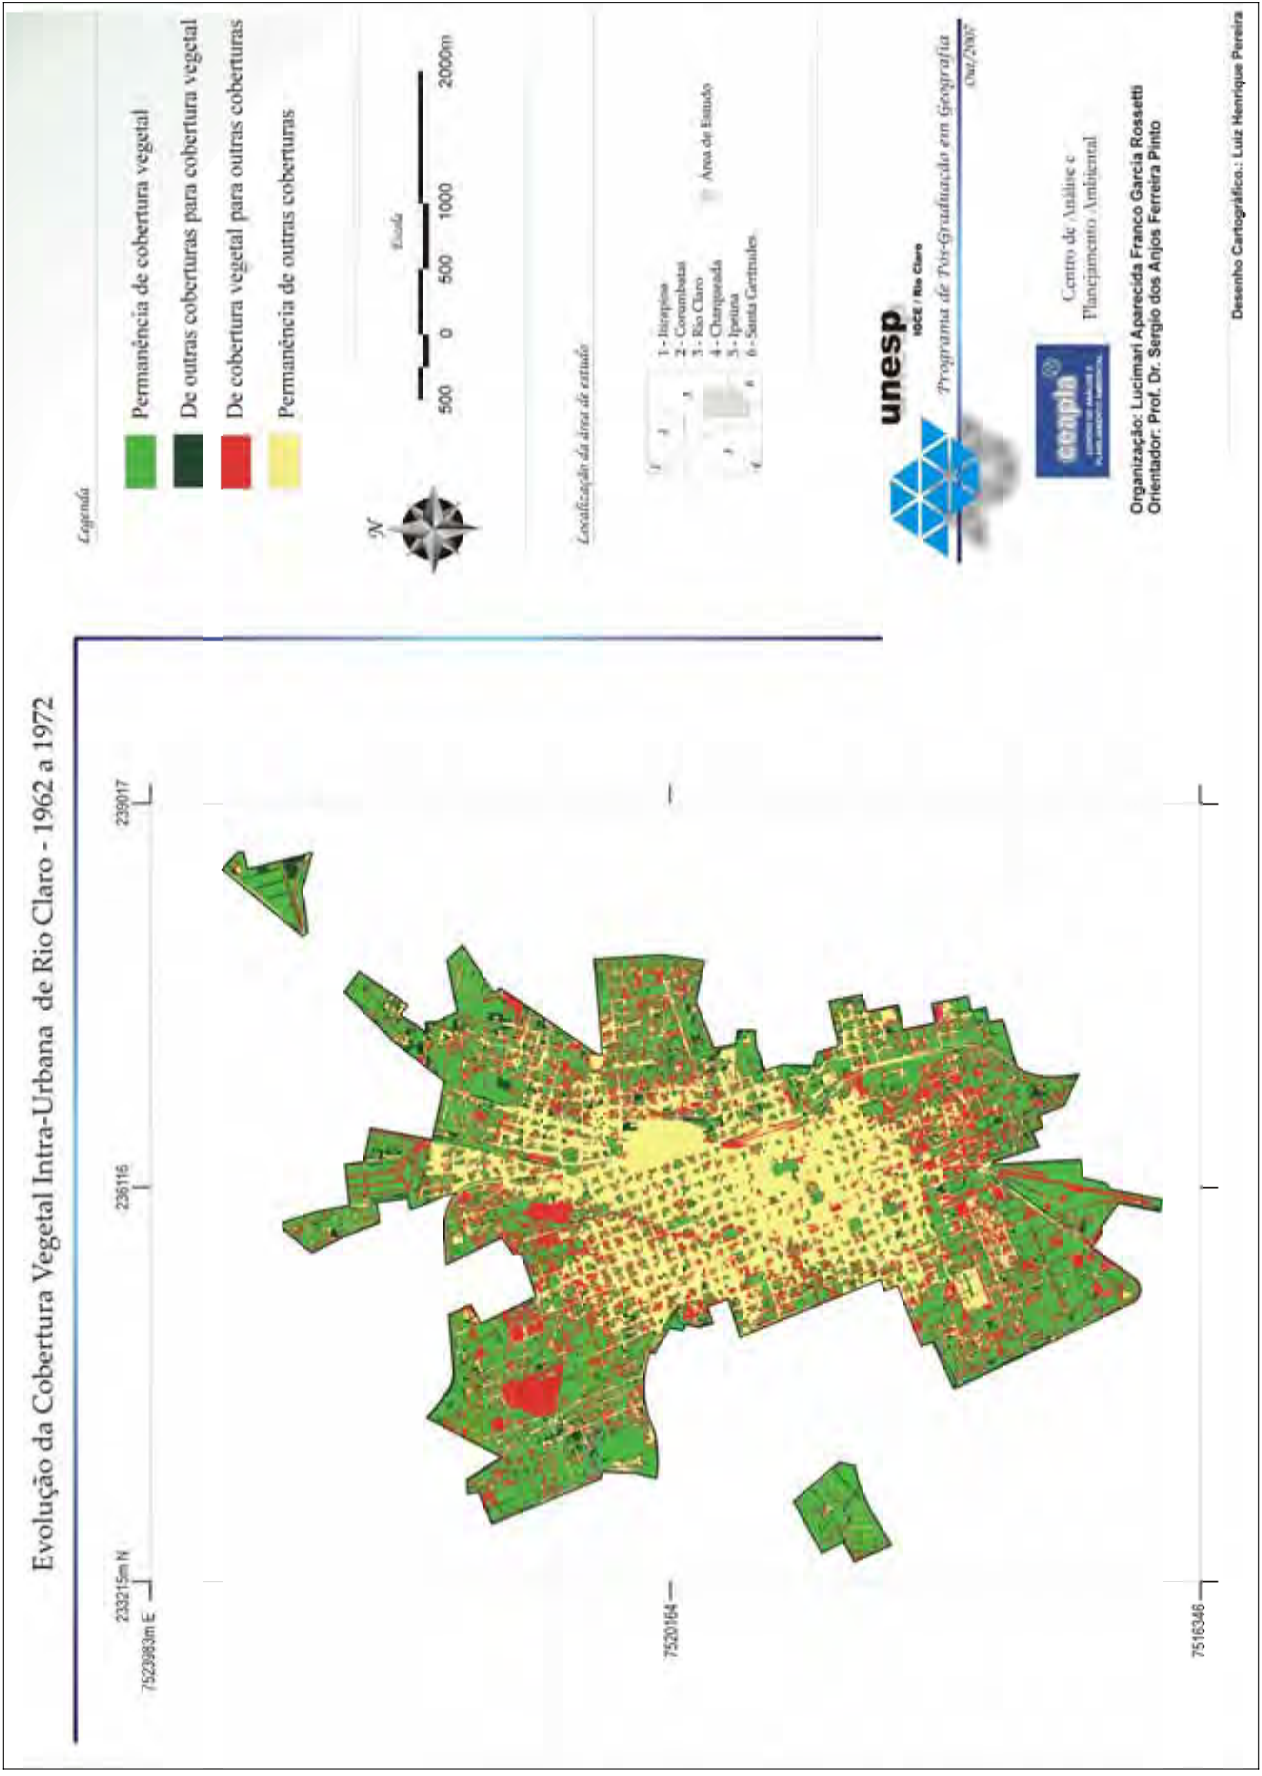 Evolução da Cobertura Vegetal Intra-Urbana de Rio Claro - 1962 a 1972
233215m N
236116
239017
7523983m E
7520164
7516346
Legenda
Permanência de cobertura vegetal
De outras coberturas para cobertura vegetal
De cobertura vegetal para outras coberturas
Permanência de outras coberturas
N
Escala
500 0 500 1000 2000m
Localização da área de estudo
1 - Itirapina
2 - Corumbataí
3 - Rio Claro
4 - Charqueada
5 - Ipeúna
6 - Santa Gertrudes
Área de Estudo
unesp
IGCE / Rio Claro
Programa de Pós-Graduação em Geografia
Out/2007
ceapla
CENTRO DE ANÁLISE E
PLANEJAMENTO AMBIENTAL
Centro de Análise e
Planejamento Ambiental
Organização: Lucimari Aparecida Franco Garcia Rossetti
Orientador: Prof. Dr. Sergio dos Anjos Ferreira Pinto
Desenho Cartográfico.: Luiz Henrique Pereira